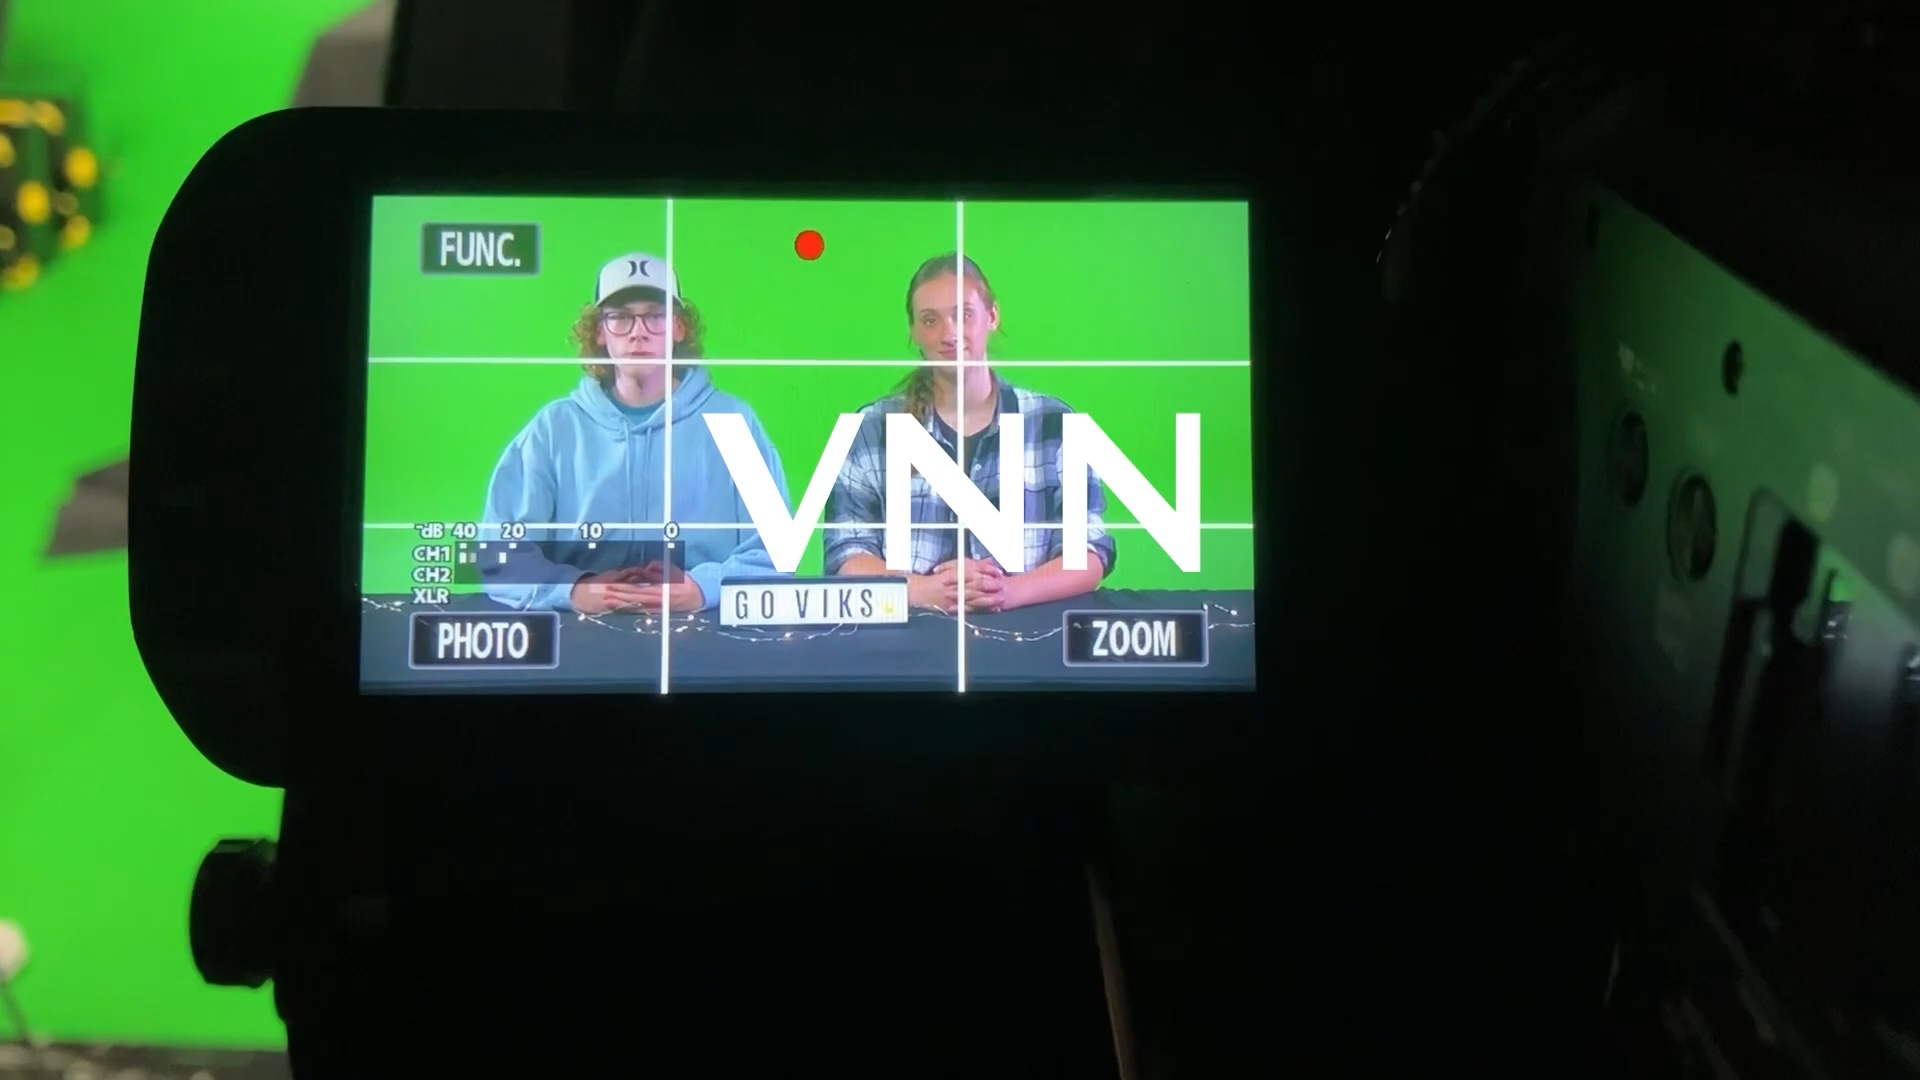 FUNC.
VNN
-dB 40 20 10 0
CH1
CH2
XLR
GO VIKS
PHOTO
ZOOM